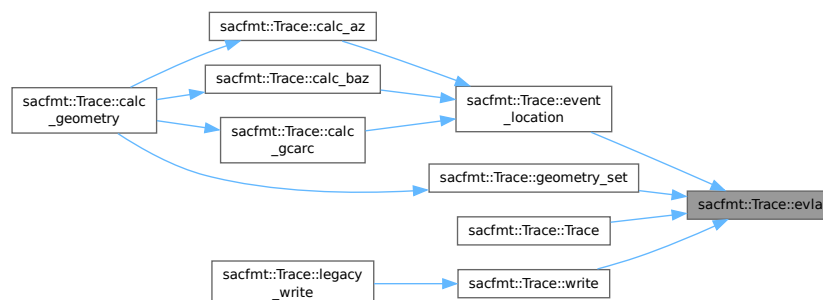 sacfmt::Trace::calc_az
sacfmt::Trace::calc_baz
sacfmt::Trace::calc
_geometry
sacfmt::Trace::event
_location
sacfmt::Trace::calc
_gcarc
sacfmt::Trace::geometry_set
sacfmt::Trace::evla
sacfmt::Trace::Trace
sacfmt::Trace::legacy
_write
sacfmt::Trace::write